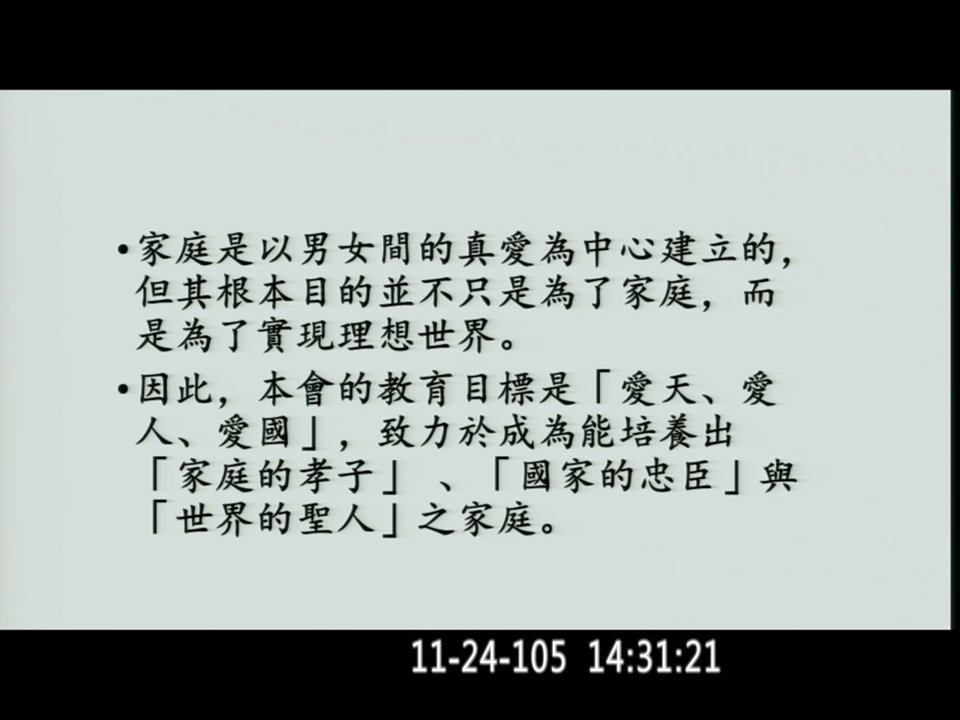 •家庭是以男女間的真愛為中心建立的，
但其根本目的並不只是為了家庭，而
是為了實現理想世界。
•因此，本會的教育目標是「愛天、愛
人、愛國」，致力於成為能培養出
「家庭的孝子」、「國家的忠臣」與
「世界的聖人」之家庭。
11-24-105 14:31:21